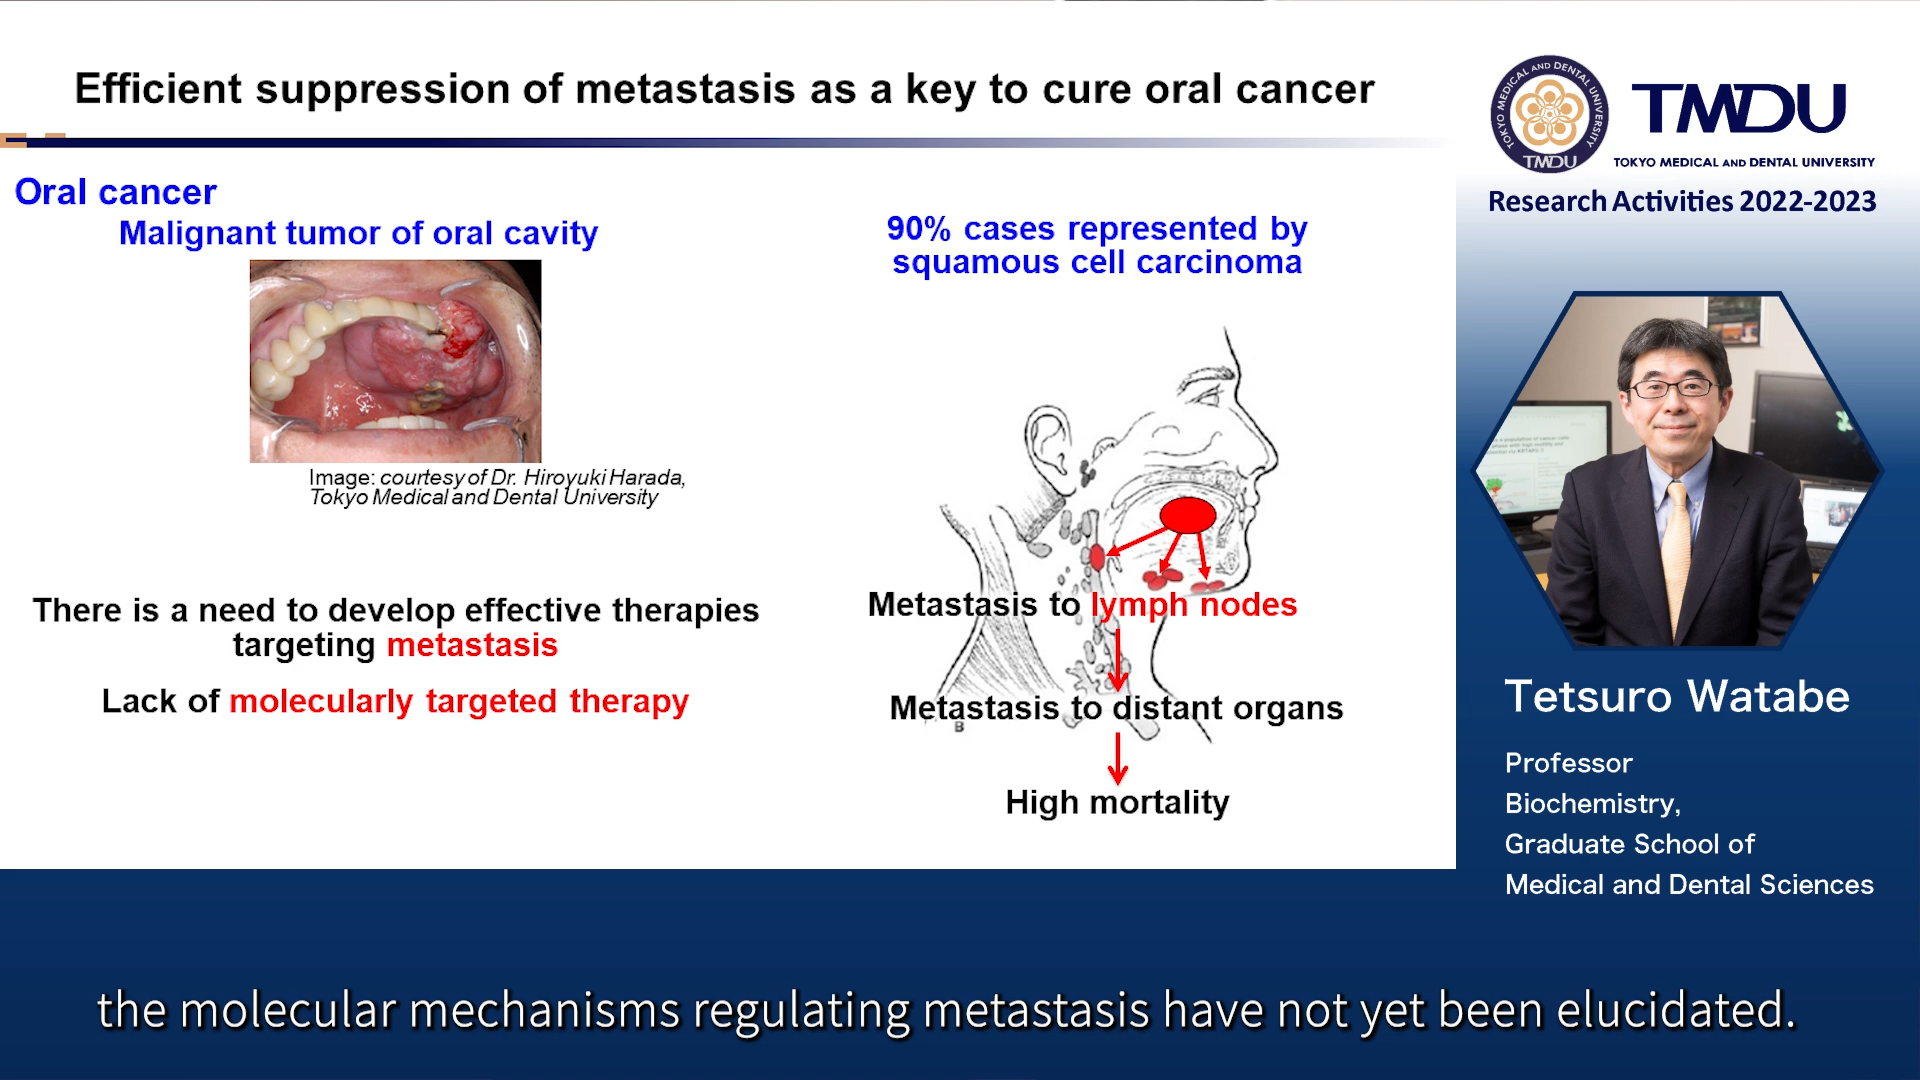 Efficient suppression of metastasis as a key to cure oral cancer
Oral cancer
Malignant tumor of oral cavity
Image: courtesy of Dr. Hiroyuki Harada,
Tokyo Medical and Dental University
There is a need to develop effective therapies
targeting metastasis
Lack of molecularly targeted therapy
90% cases represented by
squamous cell carcinoma
Metastasis to lymph nodes
Metastasis to distant organs
B
High mortality
TOKYO MEDICAL AND DENTAL UNIVERSITY
TMDU
TMDU
TOKYO MEDICAL AND DENTAL UNIVERSITY
Research Activities 2022-2023
Tetsuro Watabe
Professor
Biochemistry,
Graduate School of
Medical and Dental Sciences
the molecular mechanisms regulating metastasis have not yet been elucidated.